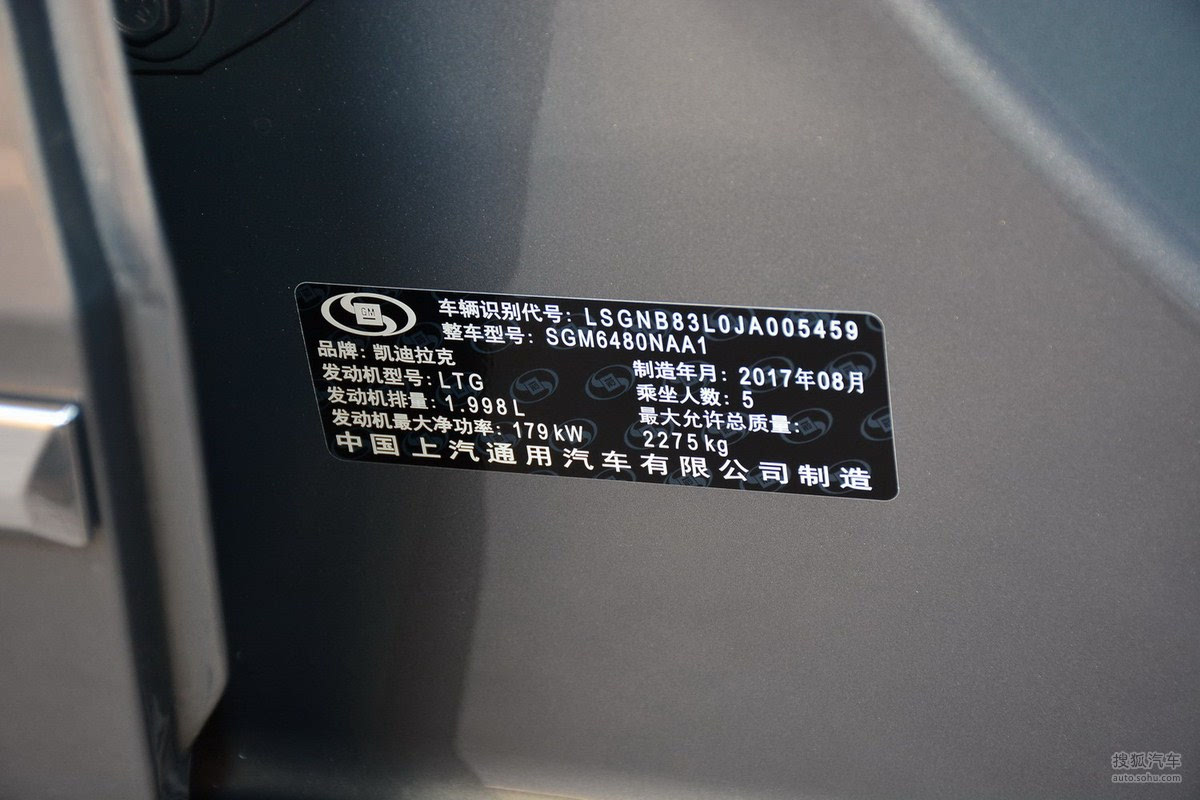 GM
车辆识别代号: LSGNB83L0JA005459
整车型号: SGM6480NAA1
品牌: 凯迪拉克
制造年月: 2017年08月
发动机型号: LTG
乘坐人数: 5
发动机排量: 1.998L
最大允许总质量:
2275kg
发动机最大净功率: 179kW
中国上汽通用汽车有限公司制造
搜狐汽车
auto.sohu.com